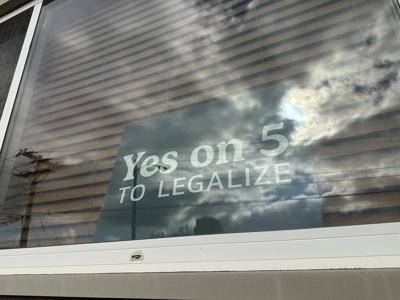 Yes on 5
TO LEGALIZE